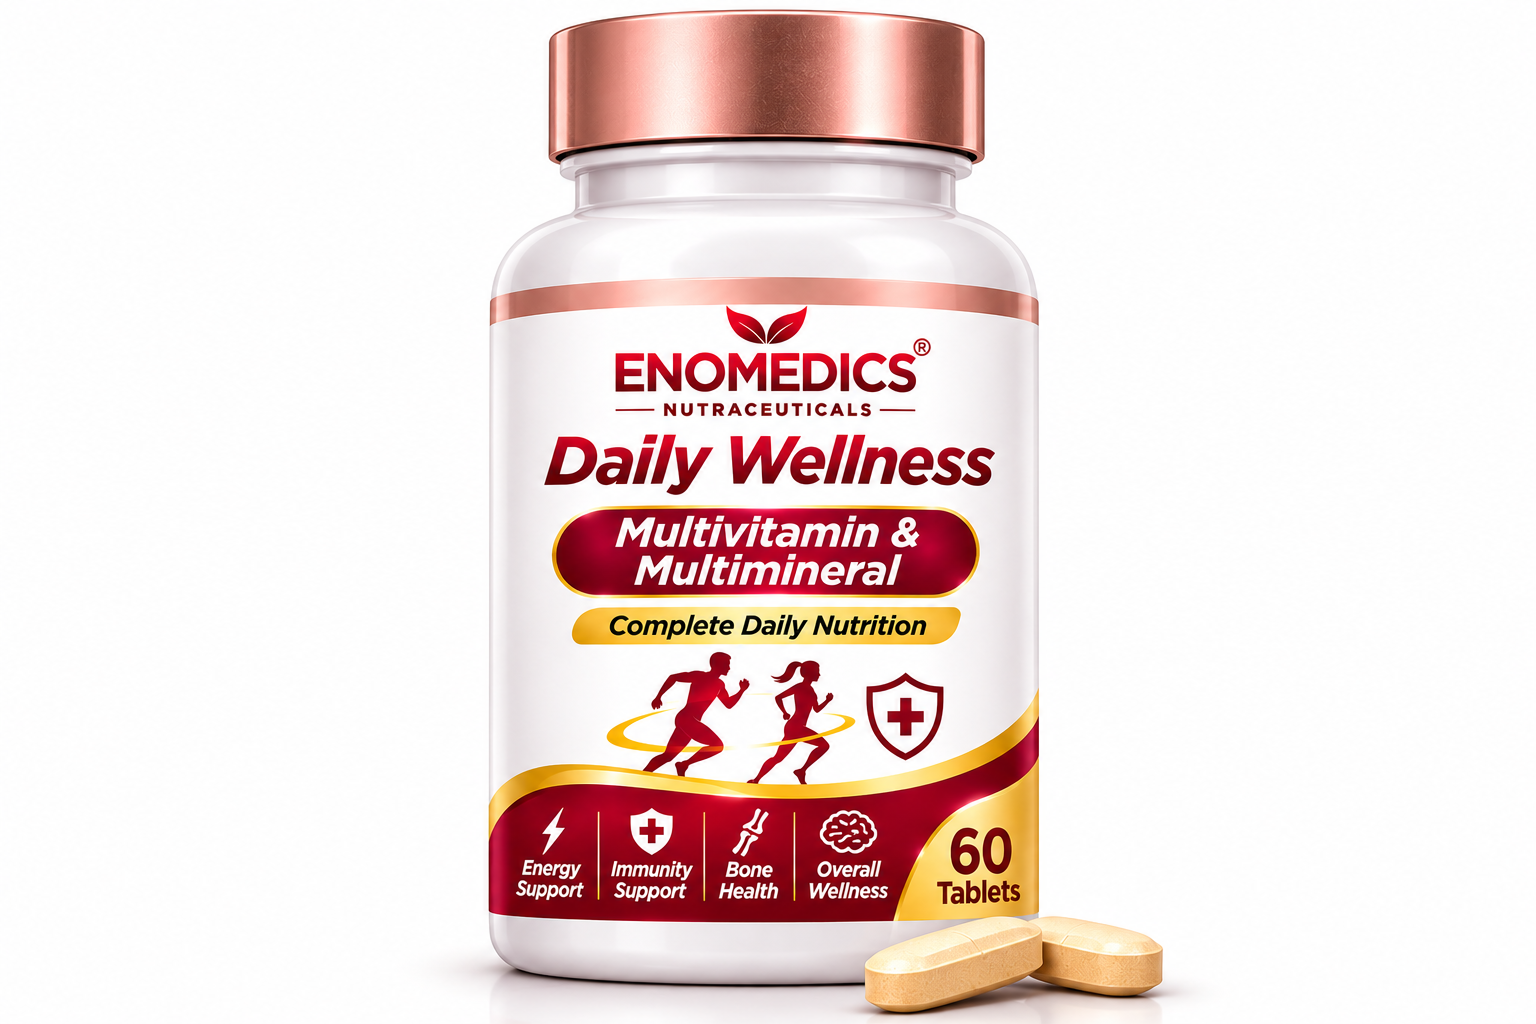 ENOMEDICS®
NUTRACEUTICALS
Daily Wellness
Multivitamin &
Multimineral
Complete Daily Nutrition
Energy
Support
Immunity
Support
Bone
Health
Overall
Wellness
60
Tablets